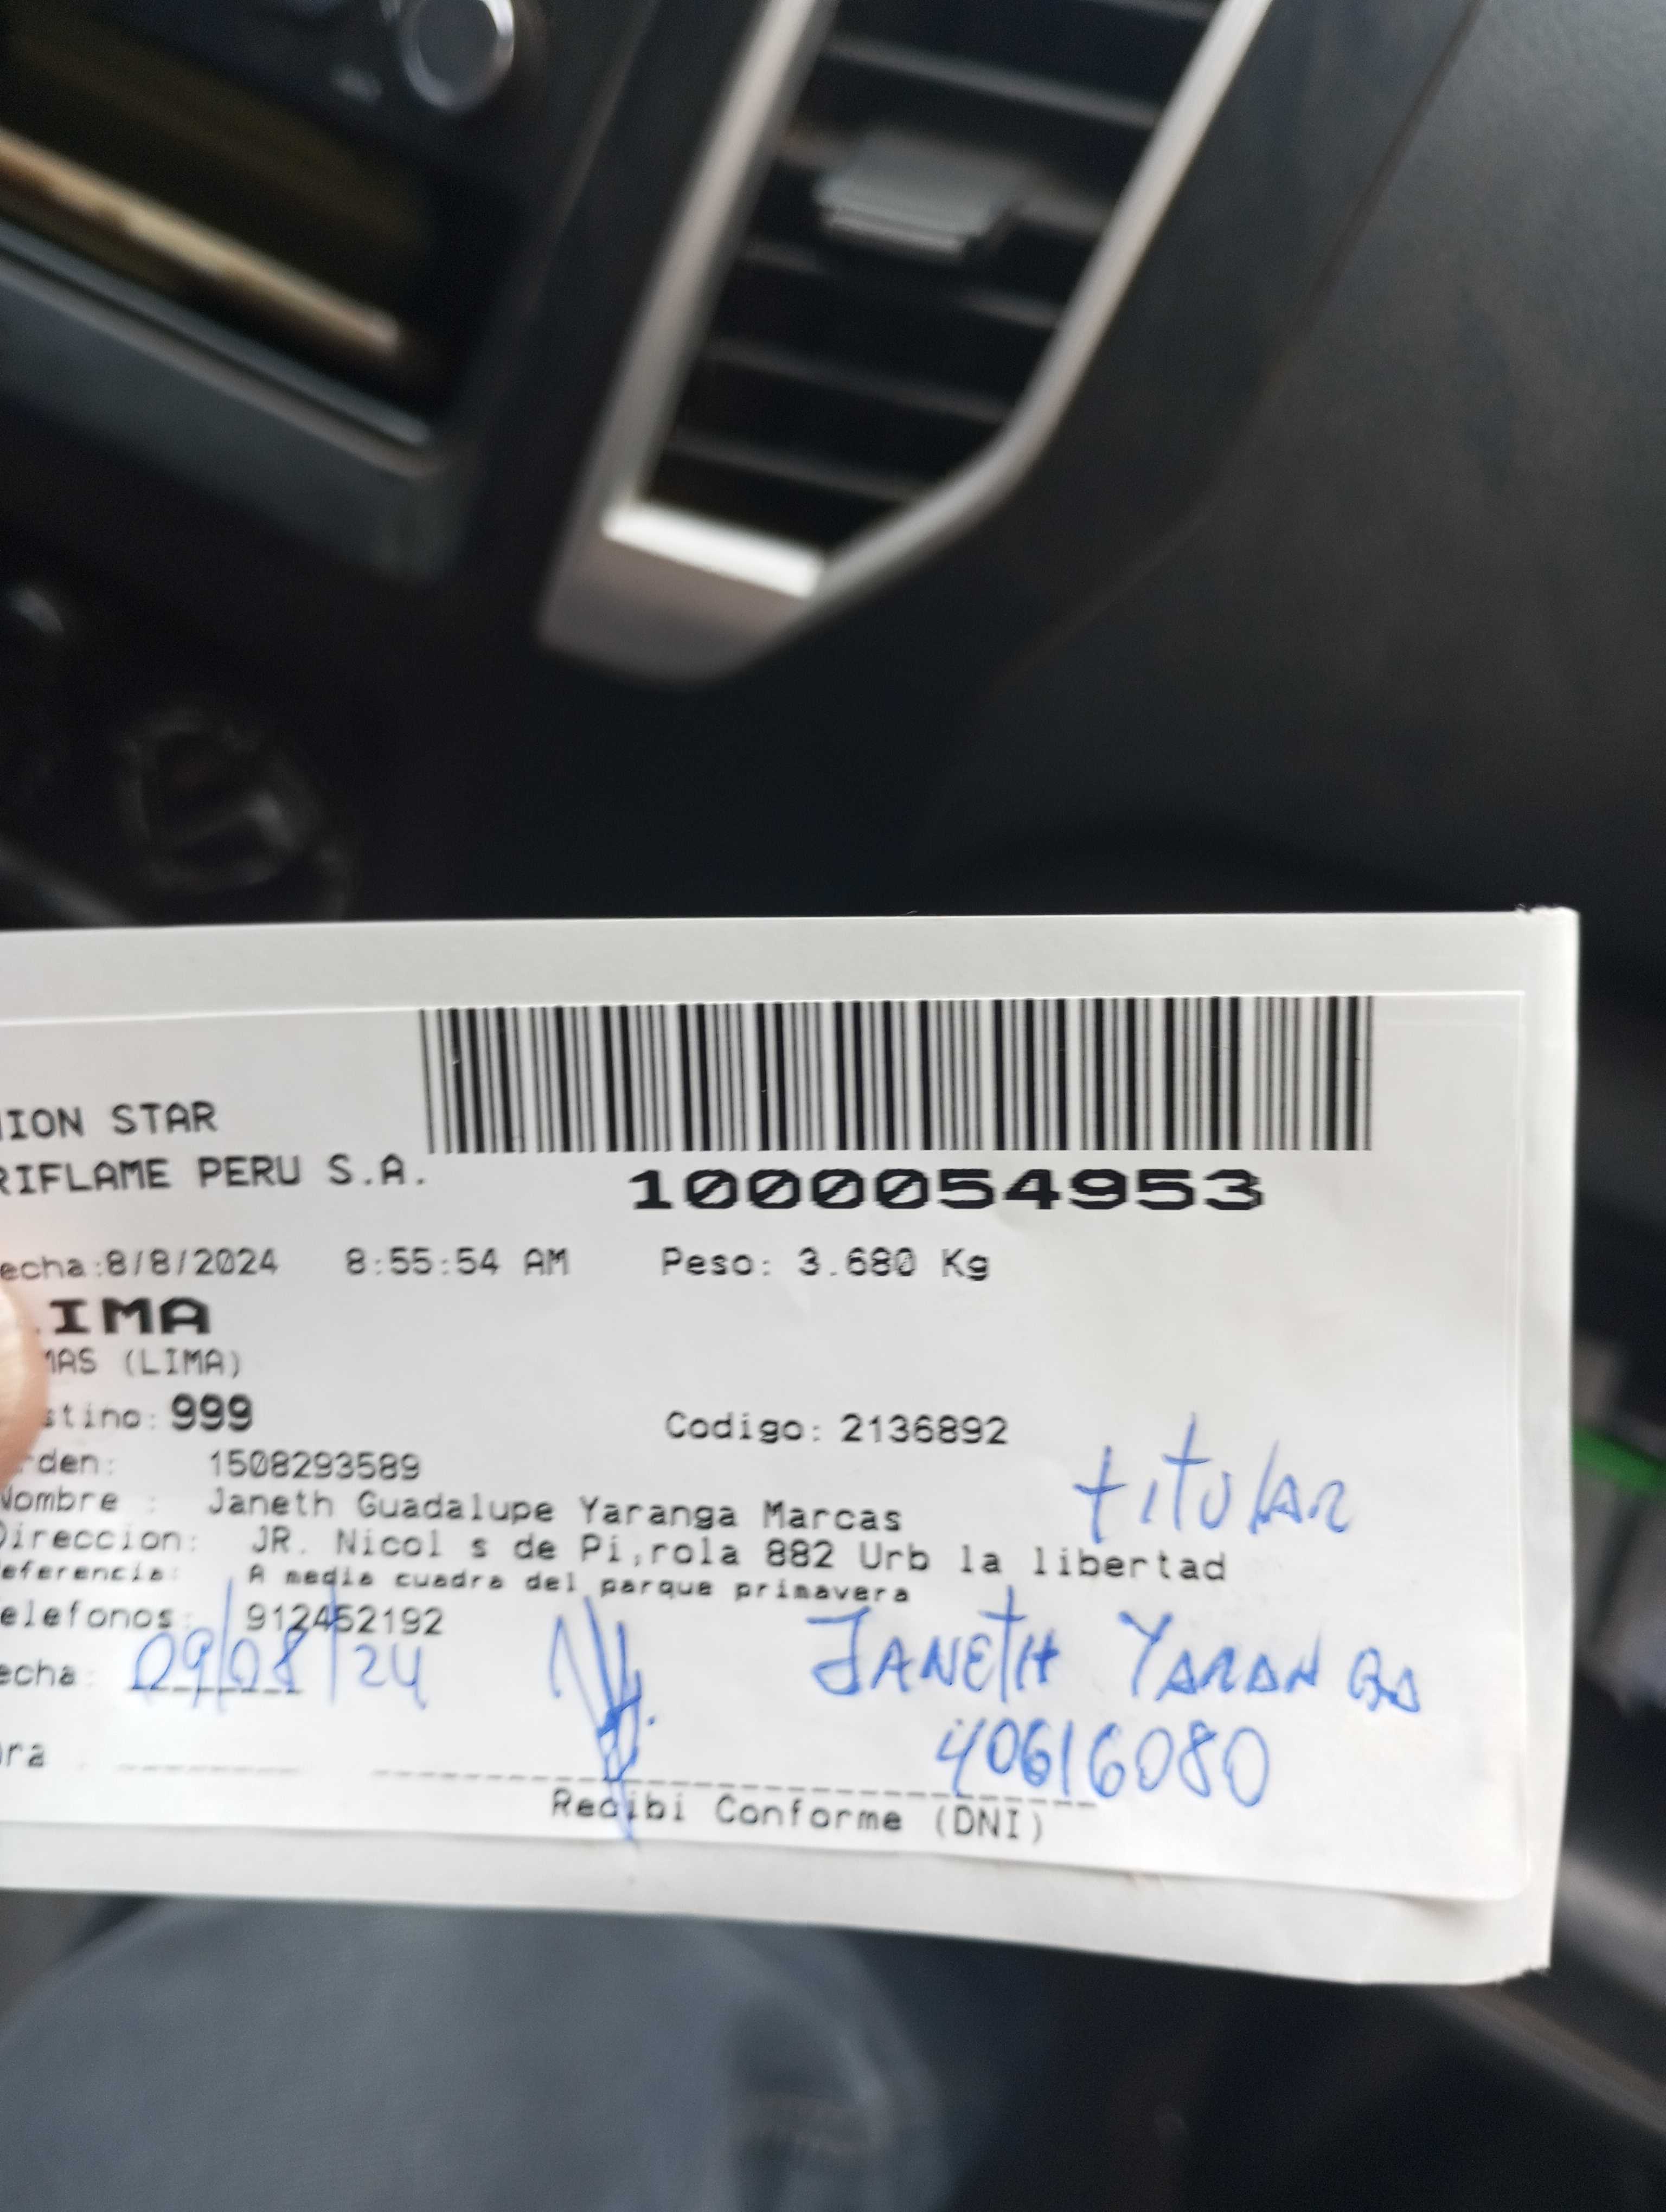 ION STAR
RIFLAME PERU S.A.
1000054953
echa:8/8/2024 8:55:54 AM Peso: 3.680 Kg
IMA
MAS (LIMA)
stino: 999 Codigo: 2136892
rden: 1508293589
Nombre : Janeth Guadalupe Yaranga Marcas
titular
Direccion: JR. Nicol s de Pi,rola 882 Urb la libertad
eferencia: A media cuadra del parque primavera
elefonos: 912452192
echa: 09/08/24 JANETH YARANGA
40616080
ra
Recibi Conforme (DNI)